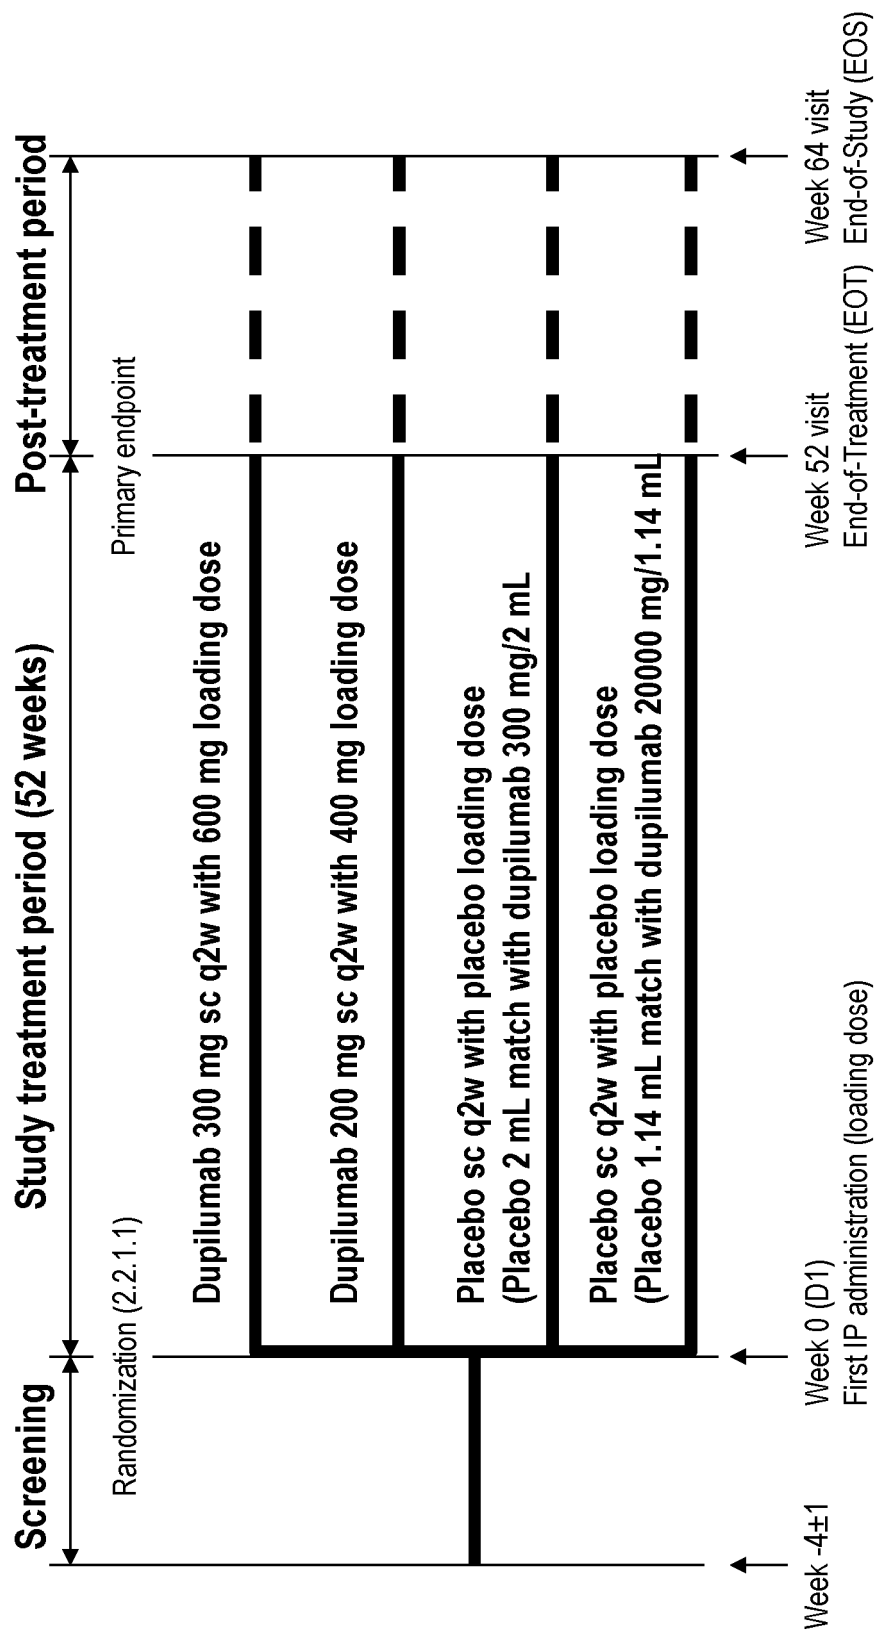 Screening
Study treatment period (52 weeks)
Post-treatment period
Randomization (2.2.1.1)
Primary endpoint
Dupilumab 300 mg sc q2w with 600 mg loading dose
Dupilumab 200 mg sc q2w with 400 mg loading dose
Placebo sc q2w with placebo loading dose
(Placebo 2 mL match with dupilumab 300 mg/2 mL
Placebo sc q2w with placebo loading dose
(Placebo 1.14 mL match with dupilumab 20000 mg/1.14 mL
Week -4±1
Week 0 (D1)
First IP administration (loading dose)
Week 52 visit
End-of-Treatment (EOT)
Week 64 visit
End-of-Study (EOS)